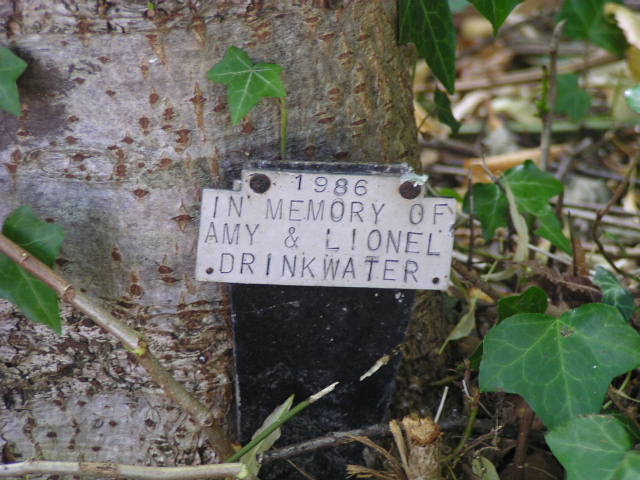 1986
IN MEMORY OF
AMY & LIONEL
DRINKWATER